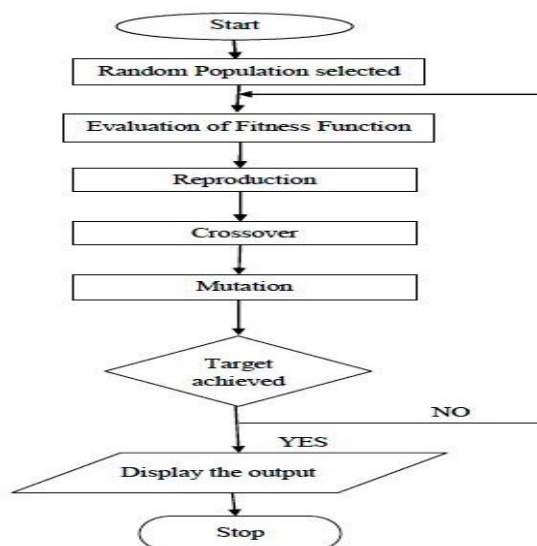 Start
Random Population selected
Evaluation of Fitness Function
Reproduction
Crossover
Mutation
Target
achieved
NO
YES
Display the output
Stop